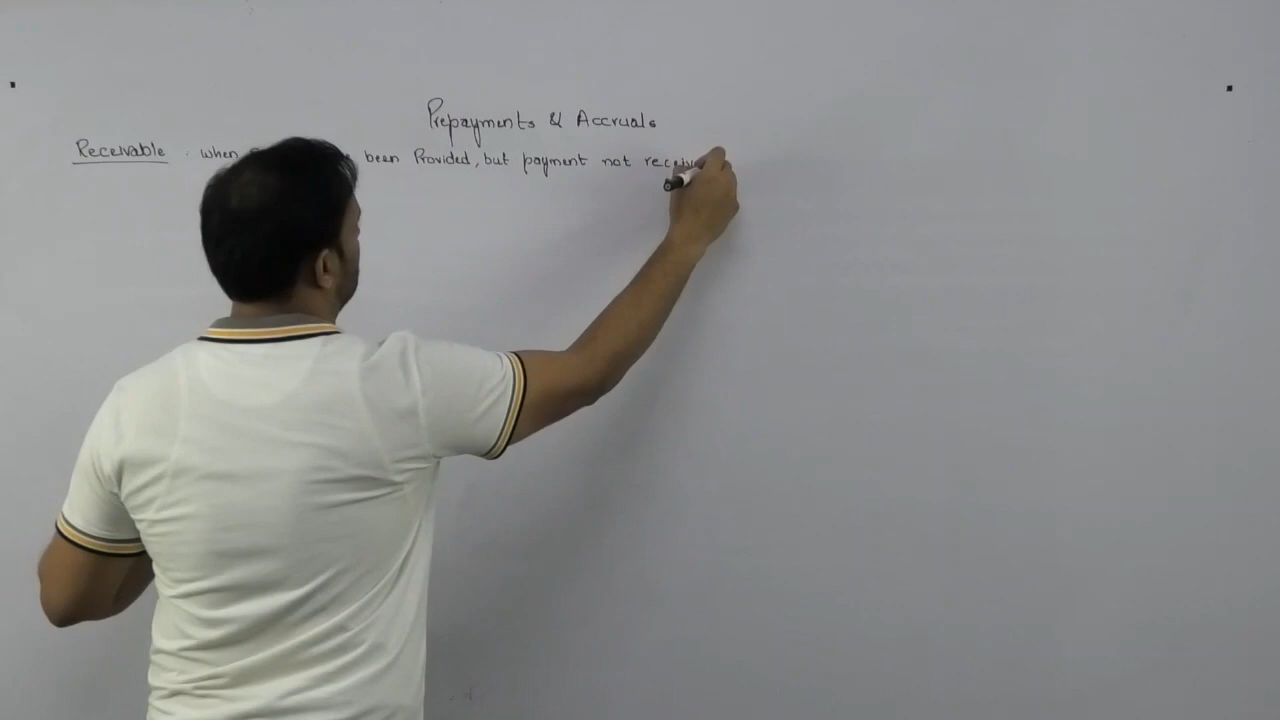 Prepayments & Accruals
Receivable : when been Provided, but payment not